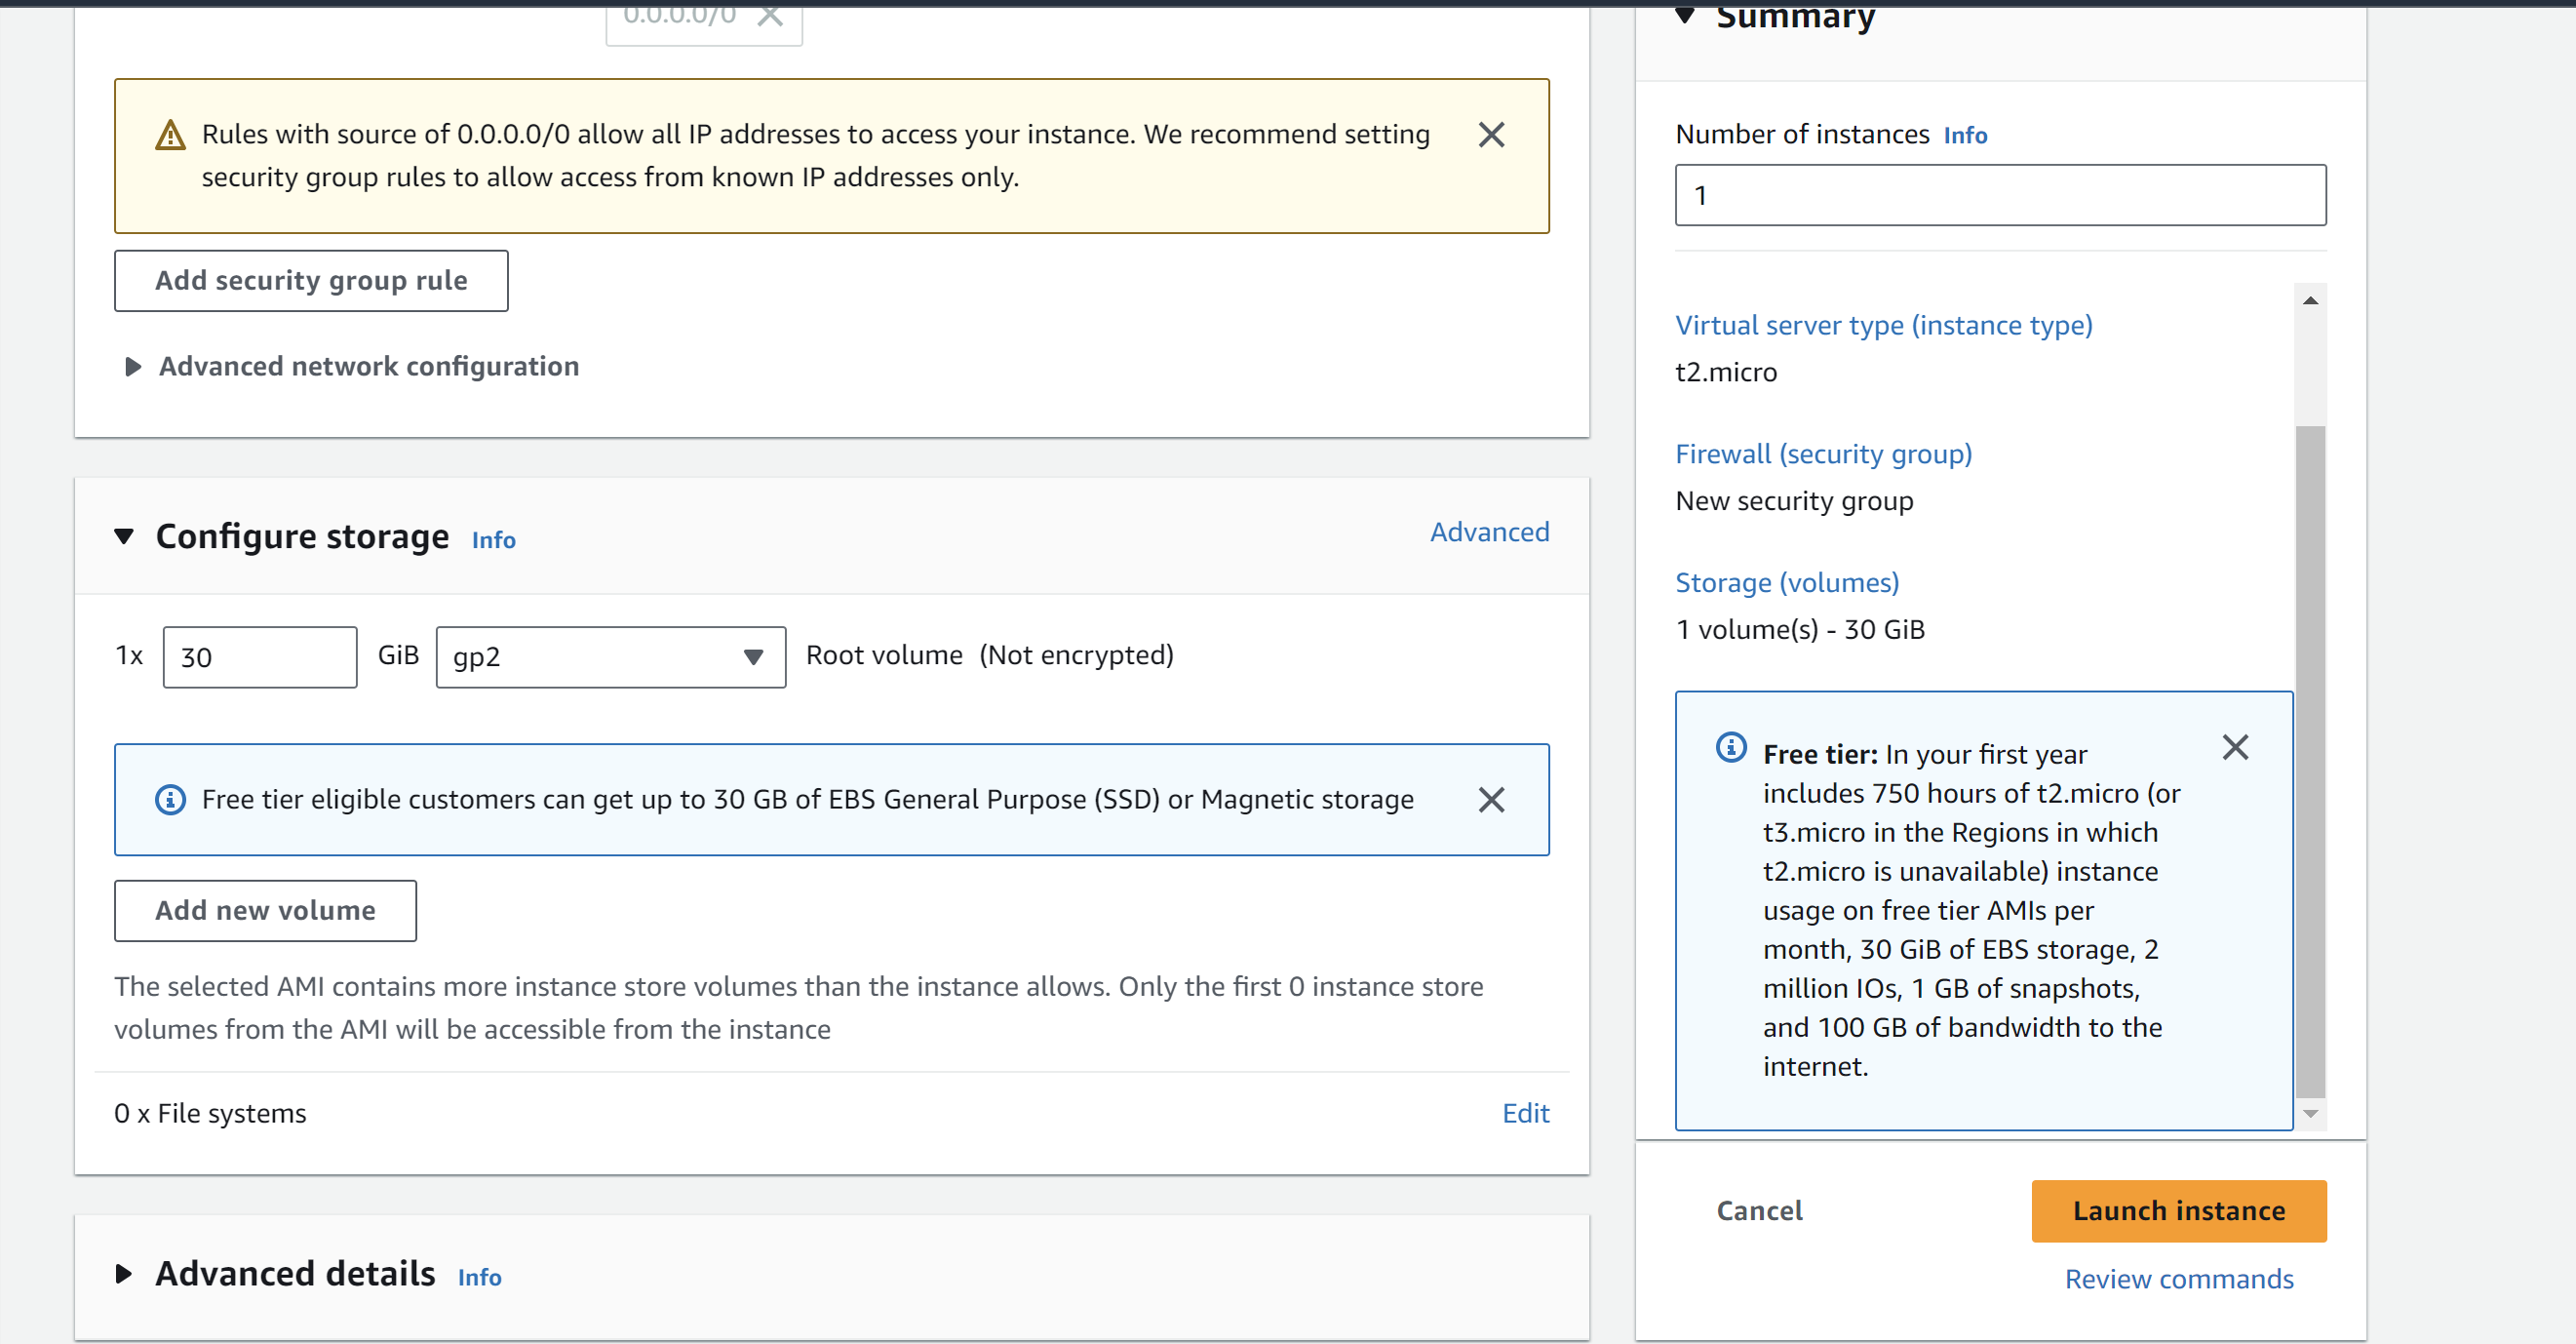 0.0.0.0/0
Rules with source of 0.0.0.0/0 allow all IP addresses to access your instance. We recommend setting
security group rules to allow access from known IP addresses only.
Add security group rule
Advanced network configuration
Configure storage Info
Advanced
1x 30 GiB gp2 Root volume (Not encrypted)
Free tier eligible customers can get up to 30 GB of EBS General Purpose (SSD) or Magnetic storage
Add new volume
The selected AMI contains more instance store volumes than the instance allows. Only the first 0 instance store
volumes from the AMI will be accessible from the instance
0 x File systems
Edit
Advanced details Info
Summary
Number of instances Info
1
Virtual server type (instance type)
t2.micro
Firewall (security group)
New security group
Storage (volumes)
1 volume(s) - 30 GiB
Free tier: In your first year
includes 750 hours of t2.micro (or
t3.micro in the Regions in which
t2.micro is unavailable) instance
usage on free tier AMIs per
month, 30 GiB of EBS storage, 2
million IOs, 1 GB of snapshots,
and 100 GB of bandwidth to the
internet.
Cancel
Launch instance
Review commands